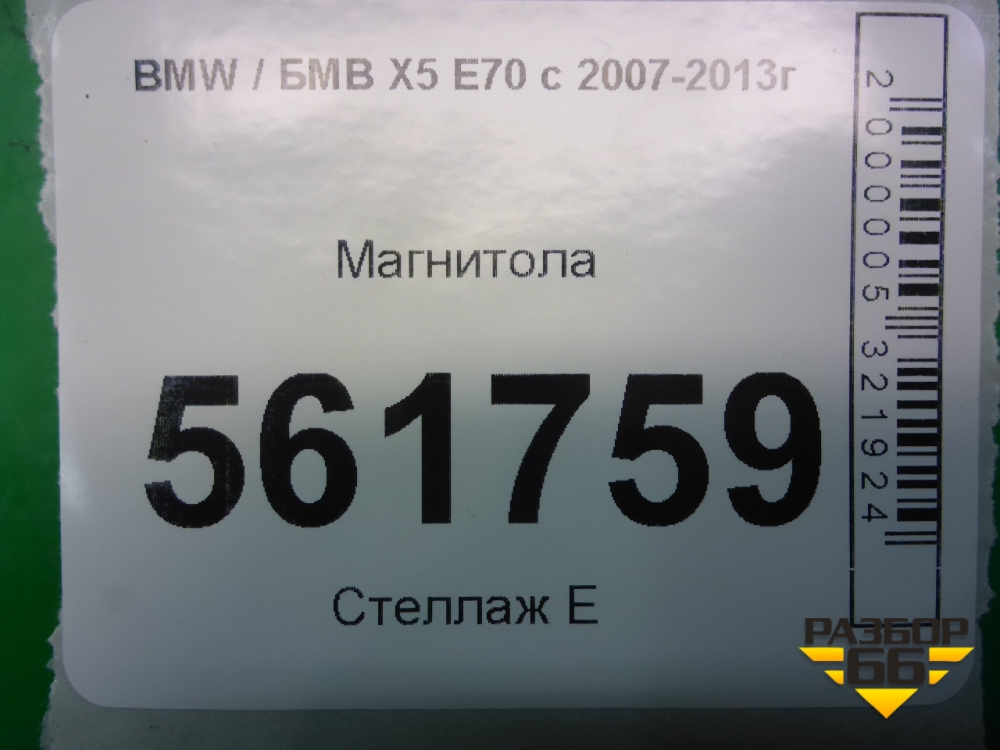 BMW / БМВ X5 E70 с 2007-2013г
Магнитола
561759
Стеллаж Е
2000005321924
РАЗБОР
66